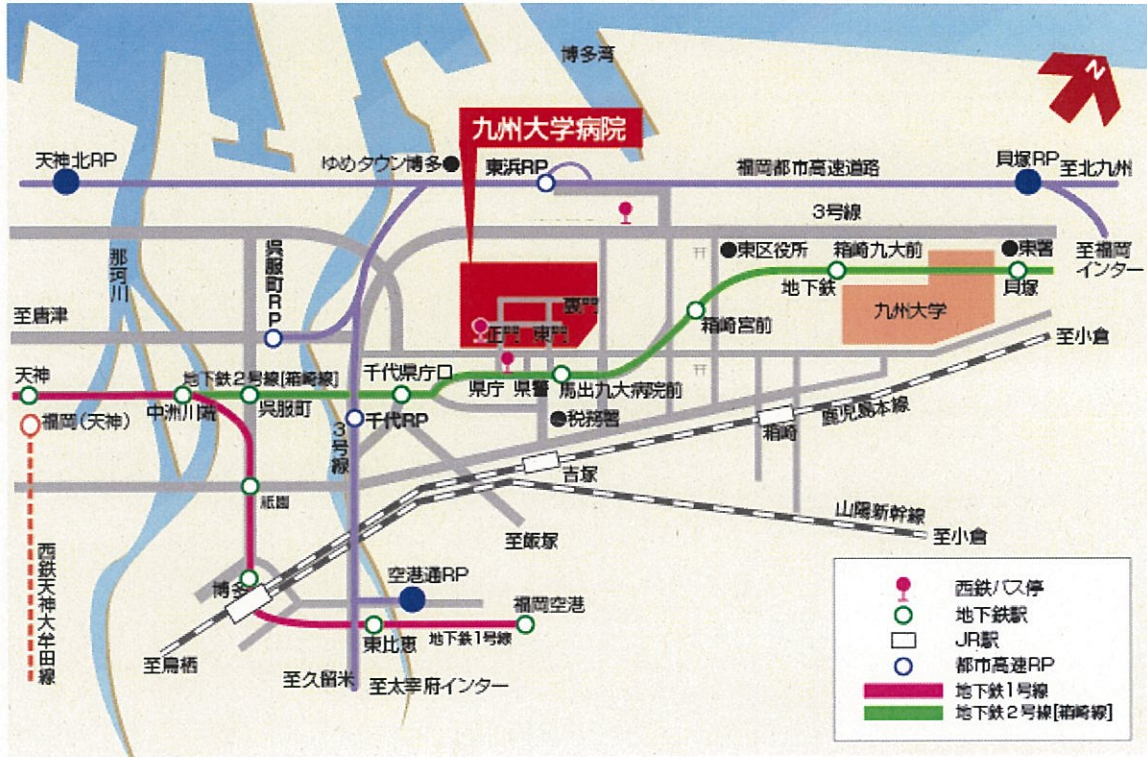 博多湾
N
九州大学病院
天神北RP
ゆめタウン博多
東浜RP
福岡都市高速道路
貝塚RP
至北九州
3号線
那珂川
呉服町RP
東区役所
箱崎九大前
東署
至福岡
インター
地下鉄
貝塚
九州大学
至唐津
裏門
正門
東門
箱崎宮前
至小倉
天神
地下鉄2号線[箱崎線]
千代県庁口
県庁
県警
馬出九大病院前
中洲川端
呉服町
福岡(天神)
千代RP
税務署
3号線
箱崎
鹿児島本線
吉塚
祇園
山陽新幹線
至飯塚
至小倉
西鉄天神大牟田線
博多
空港通RP
福岡空港
東比恵
地下鉄1号線
至鳥栖
至久留米
至太宰府インター
西鉄バス停
地下鉄駅
JR駅
都市高速RP
地下鉄1号線
地下鉄2号線[箱崎線]